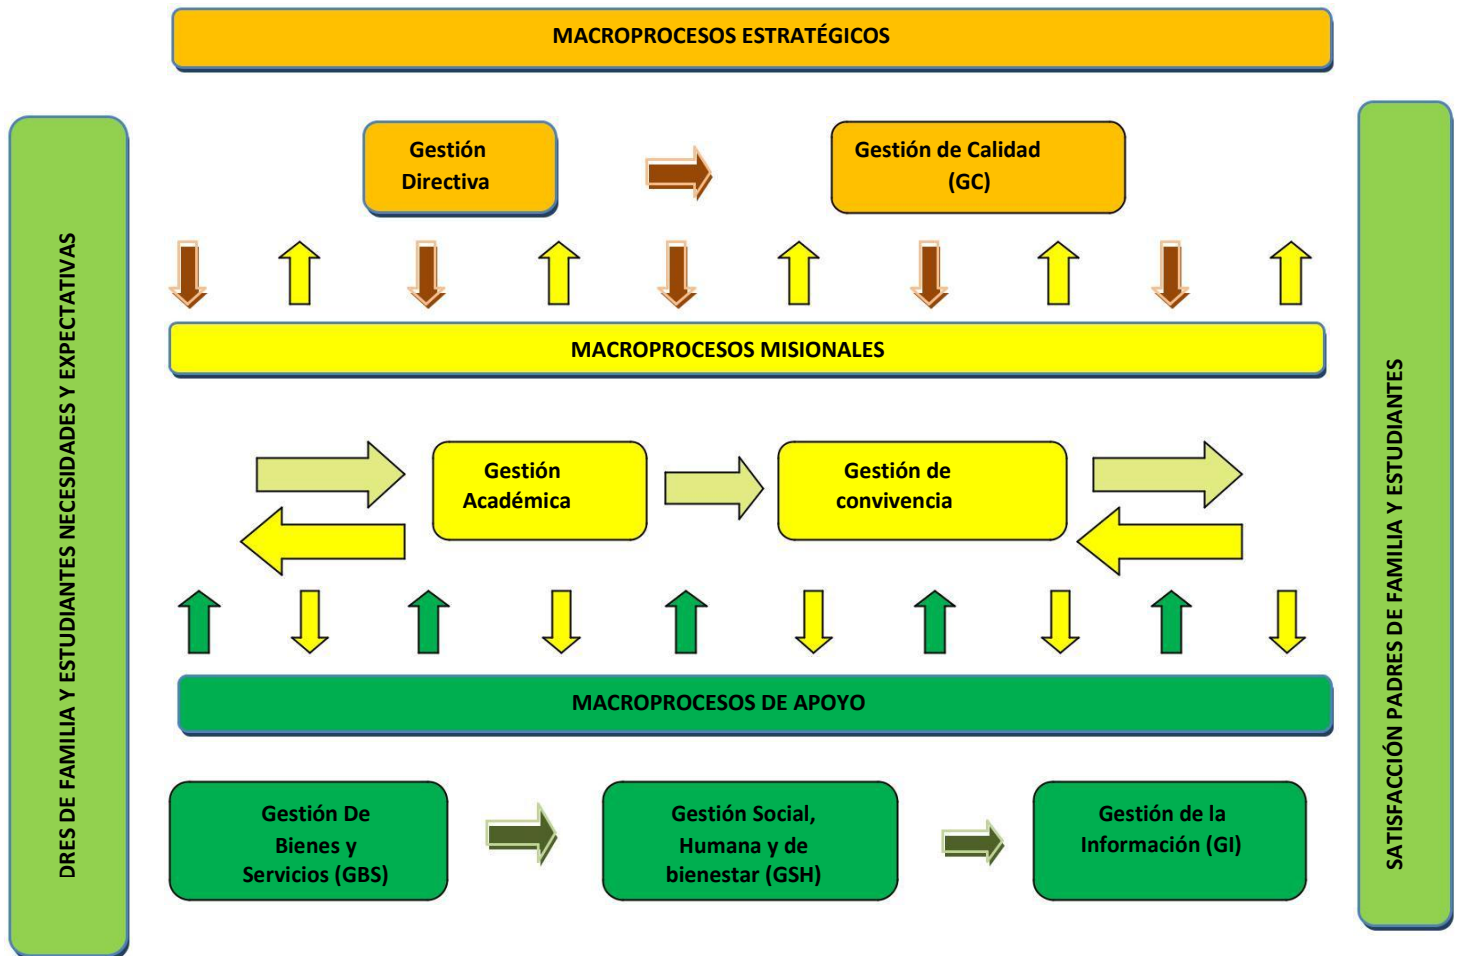 MACROPROCESOS ESTRATÉGICOS
DRES DE FAMILIA Y ESTUDIANTES NECESIDADES Y EXPECTATIVAS
Gestión
Directiva
Gestión de Calidad
(GC)
MACROPROCESOS MISIONALES
Gestión
Académica
Gestión de
convivencia
MACROPROCESOS DE APOYO
Gestión De
Bienes y
Servicios (GBS)
Gestión Social,
Humana y de
bienestar (GSH)
Gestión de la
Información (GI)
SATISFACCIÓN PADRES DE FAMILIA Y ESTUDIANTES